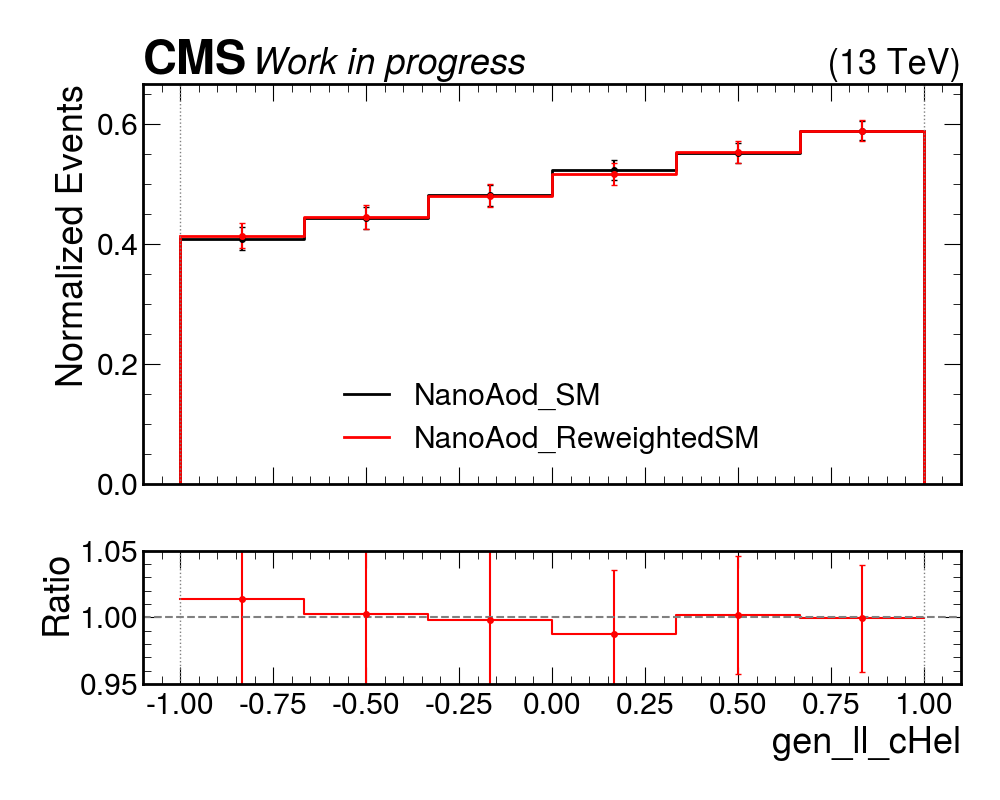 CMS Work in progress (13 TeV)
Normalized Events
0.6
0.4
0.2
0.0
NanoAod_SM
NanoAod_ReweightedSM
Ratio
1.05
1.00
0.95
-1.00 -0.75 -0.50 -0.25 0.00 0.25 0.50 0.75 1.00
gen_ll_cHel